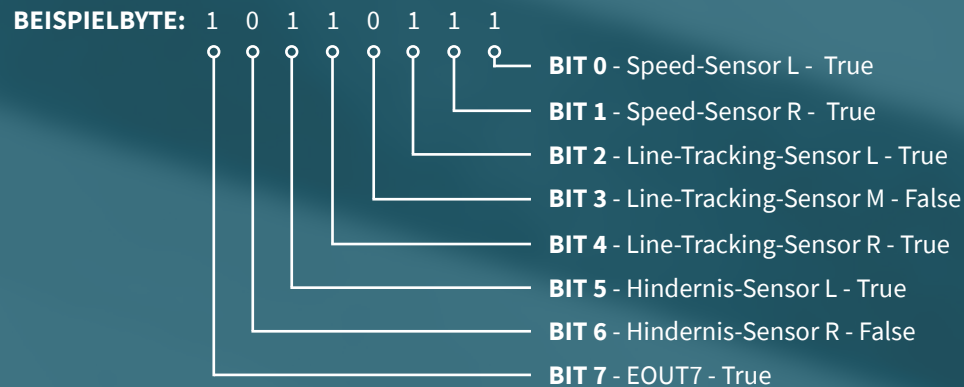 BEISPIELBYTE: 1 0 1 1 0 1 1 1
BIT 0 - Speed-Sensor L - True
BIT 1 - Speed-Sensor R - True
BIT 2 - Line-Tracking-Sensor L - True
BIT 3 - Line-Tracking-Sensor M - False
BIT 4 - Line-Tracking-Sensor R - True
BIT 5 - Hindernis-Sensor L - True
BIT 6 - Hindernis-Sensor R - False
BIT 7 - EOUT7 - True